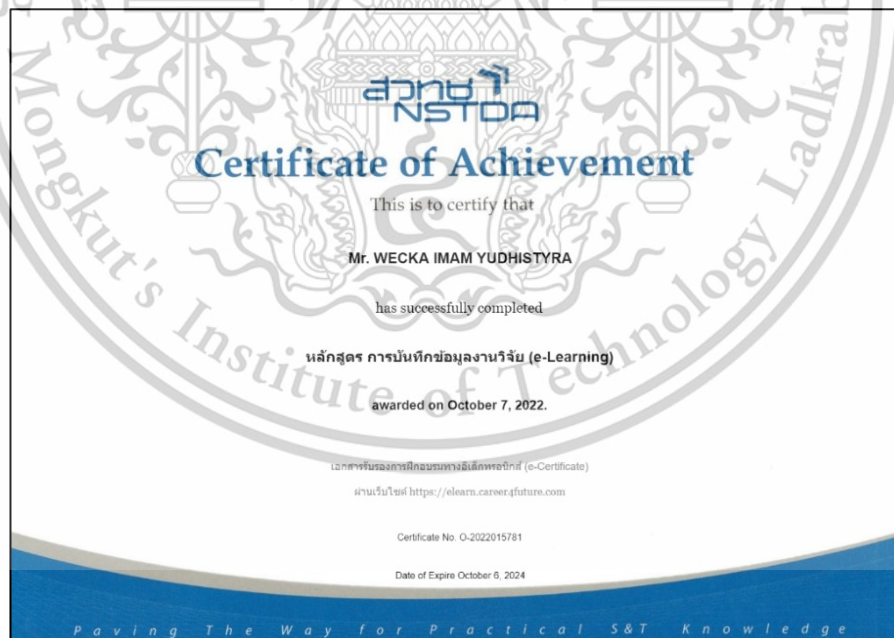 สวทช
NSTDA
Certificate of Achievement
This is to certify that
Mr. WECKA IMAM YUDHISTYRA
has successfully completed
หลักสูตร การบันทึกข้อมูลงานวิจัย (e-Learning)
awarded on October 7, 2022.
เอกสารรับรองการฝึกอบรมทางอิเล็กทรอนิกส์ (e-Certificate)
ผ่านเว็บไซต์ https://elearn.career4future.com
Certificate No. O-2022015781
Date of Expire October 6, 2024
Paving The Way for Practical S&T Knowledge
Mongkut's Institute of Technology Ladkra